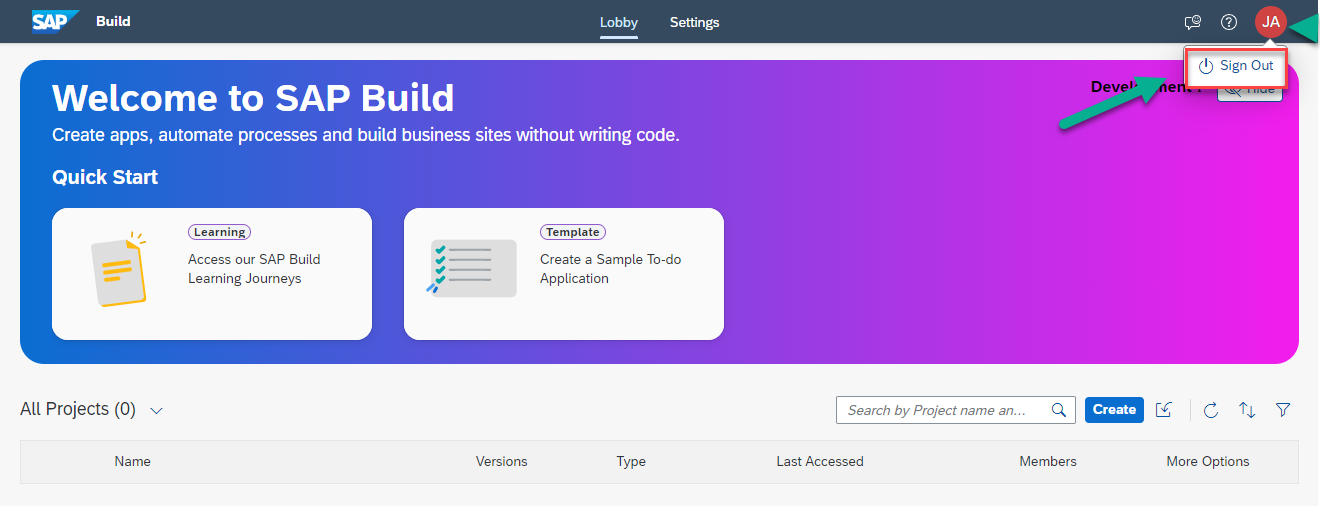 SAP Build Lobby Settings JA
Sign Out
Welcome to SAP Build
Hide
Create apps, automate processes and build business sites without writing code.
Quick Start
Learning
Access our SAP Build
Learning Journeys
Template
Create a Sample To-do
Application
All Projects (0)
Search by Project name an...
Create
Name Versions Type Last Accessed Members More Options